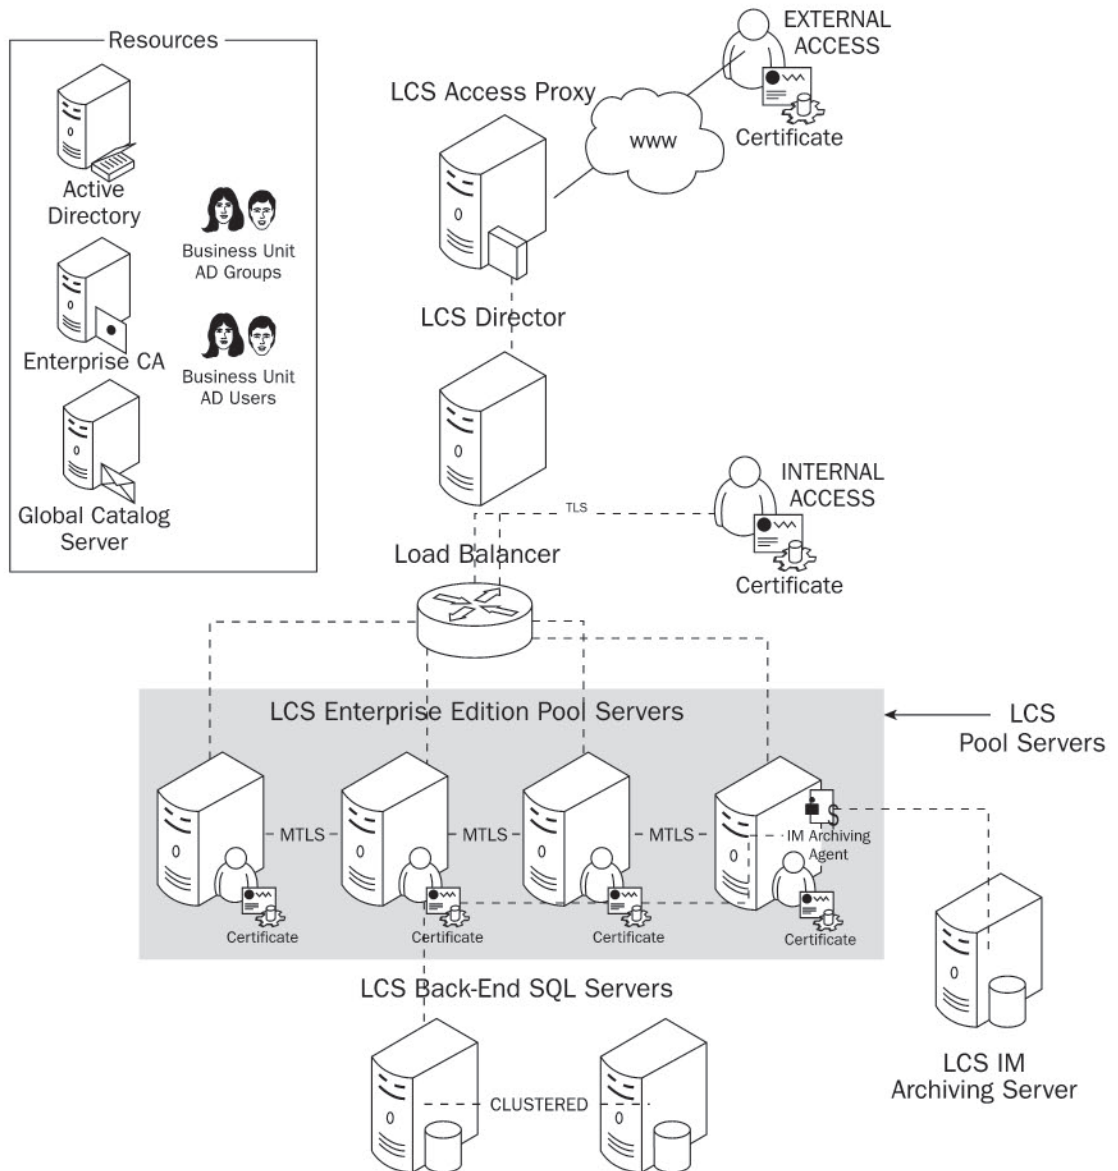 Resources
Active
Directory
Business Unit
AD Groups
Enterprise CA
Business Unit
AD Users
Global Catalog
Server
EXTERNAL
ACCESS
Certificate
LCS Access Proxy
www
LCS Director
TLS
INTERNAL
ACCESS
Certificate
Load Balancer
LCS Enterprise Edition Pool Servers
LCS
Pool Servers
MTLS
MTLS
MTLS
IM Archiving
Agent
$
Certificate
Certificate
Certificate
Certificate
LCS Back-End SQL Servers
CLUSTERED
LCS IM
Archiving Server